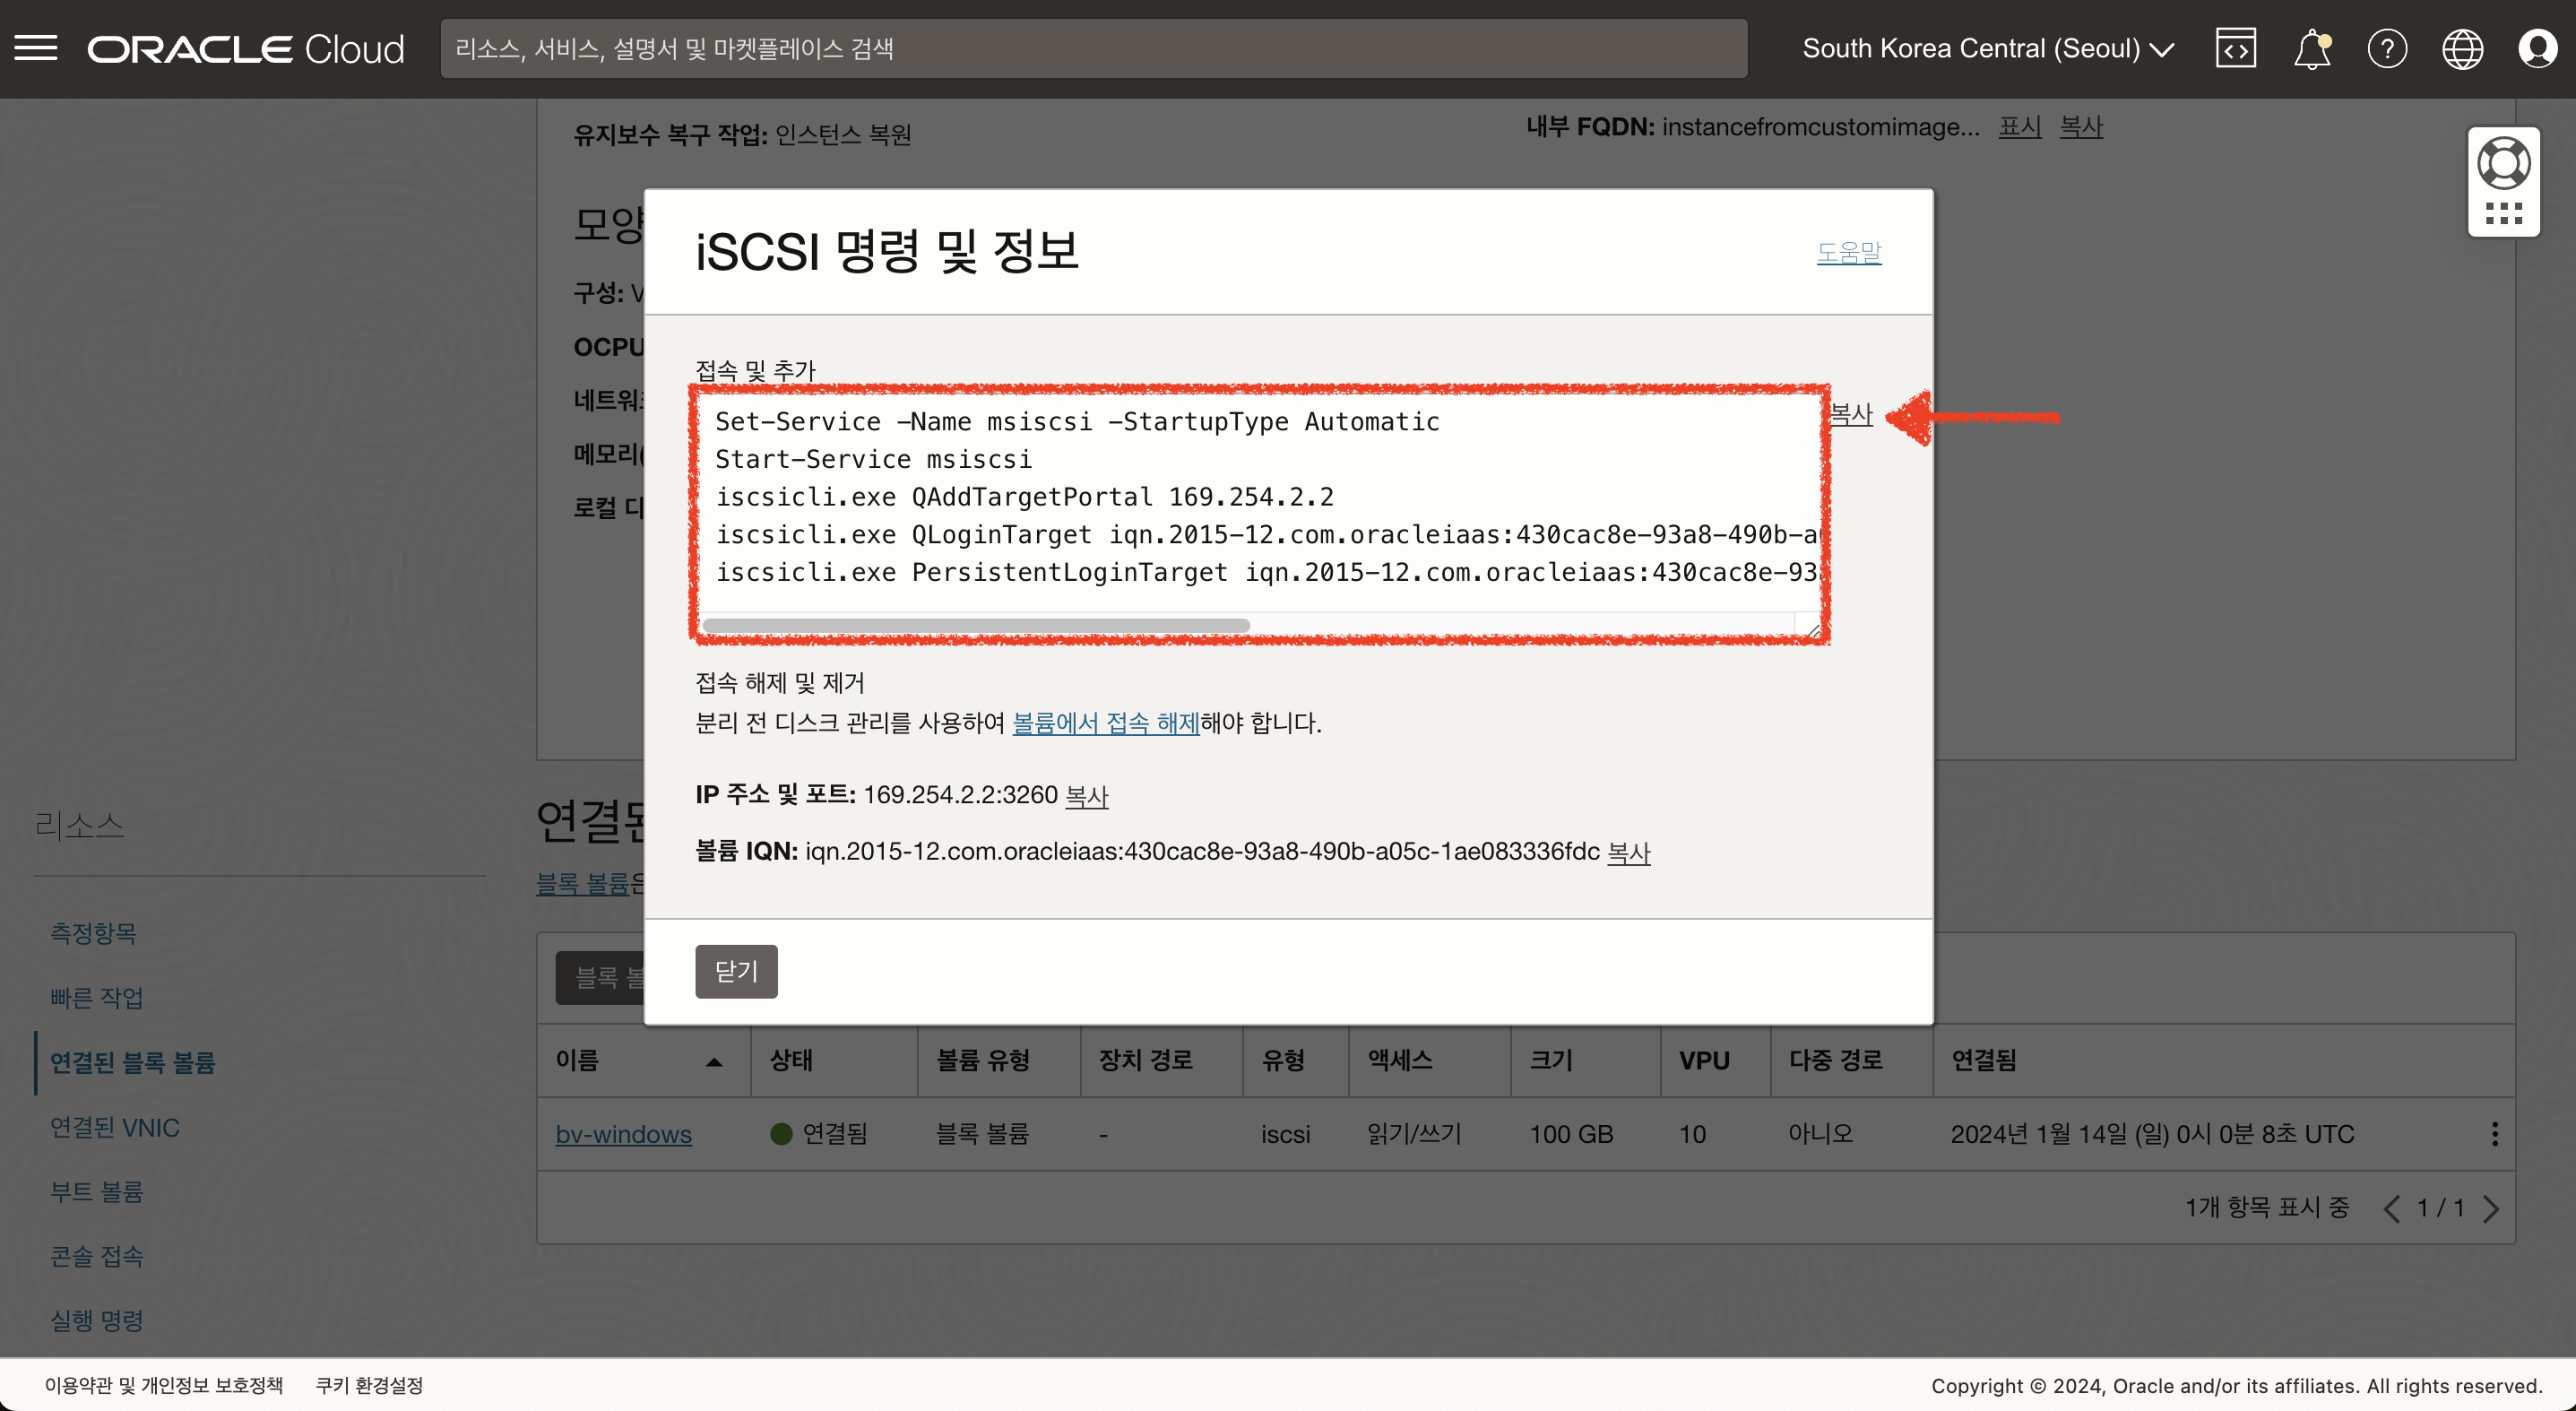 ORACLE Cloud
리소스, 서비스, 설명서 및 마켓플레이스 검색
South Korea Central (Seoul)
유지보수 복구 작업: 인스턴스 복원
내부 FQDN: instancefromcustomimage... 표시 복사
모양
구성:
OCPU
네트워크
메모리(
로컬 디
iSCSI 명령 및 정보
도움말
접속 및 추가
Set-Service -Name msiscsi -StartupType Automatic
Start-Service msiscsi
iscsicli.exe QAddTargetPortal 169.254.2.2
iscsicli.exe QLoginTarget iqn.2015-12.com.oracleiaas:430cac8e-93a8-490b-a
iscsicli.exe PersistentLoginTarget iqn.2015-12.com.oracleiaas:430cac8e-93
복사
접속 해제 및 제거
분리 전 디스크 관리를 사용하여 볼륨에서 접속 해제해야 합니다.
IP 주소 및 포트: 169.254.2.2:3260 복사
볼륨 IQN: iqn.2015-12.com.oracleiaas:430cac8e-93a8-490b-a05c-1ae083336fdc 복사
닫기
리소스
측정항목
빠른 작업
연결된 블록 볼륨
연결된 VNIC
부트 볼륨
콘솔 접속
실행 명령
연결된
블록 볼륨은
블록 볼
이름 상태 볼륨 유형 장치 경로 유형 액세스 크기 VPU 다중 경로 연결됨
bv-windows 연결됨 블록 볼륨 - iscsi 읽기/쓰기 100 GB 10 아니오 2024년 1월 14일 (일) 0시 0분 8초 UTC
1개 항목 표시 중 1 / 1
이용약관 및 개인정보 보호정책 쿠키 환경설정
Copyright © 2024, Oracle and/or its affiliates. All rights reserved.